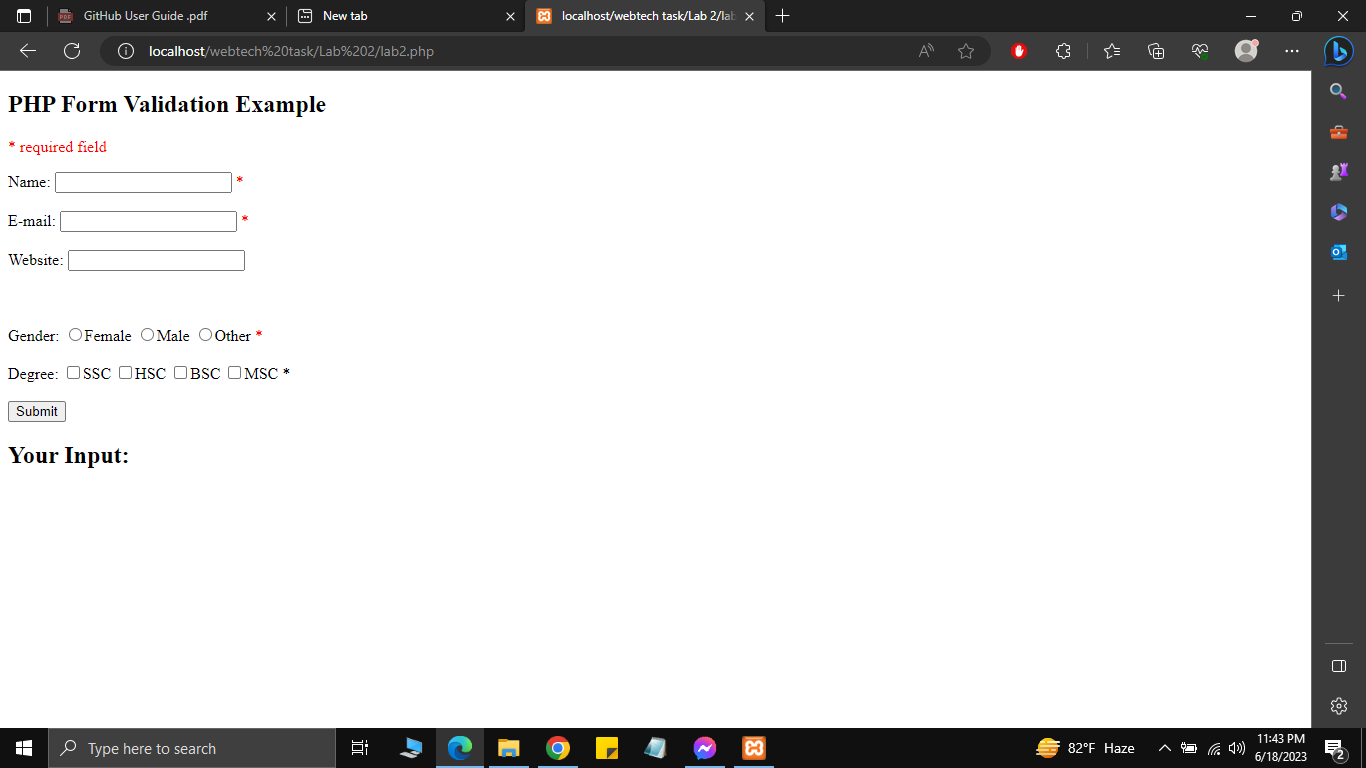 GitHub User Guide .pdf
New tab
localhost/webtech task/Lab 2/lab
localhost/webtech%20task/Lab%202/lab2.php
PHP Form Validation Example
* required field
Name: *
E-mail: *
Website:
Gender: Female Male Other *
Degree: SSC HSC BSC MSC *
Submit
Your Input:
Type here to search
82°F Haze
11:43 PM
6/18/2023
2